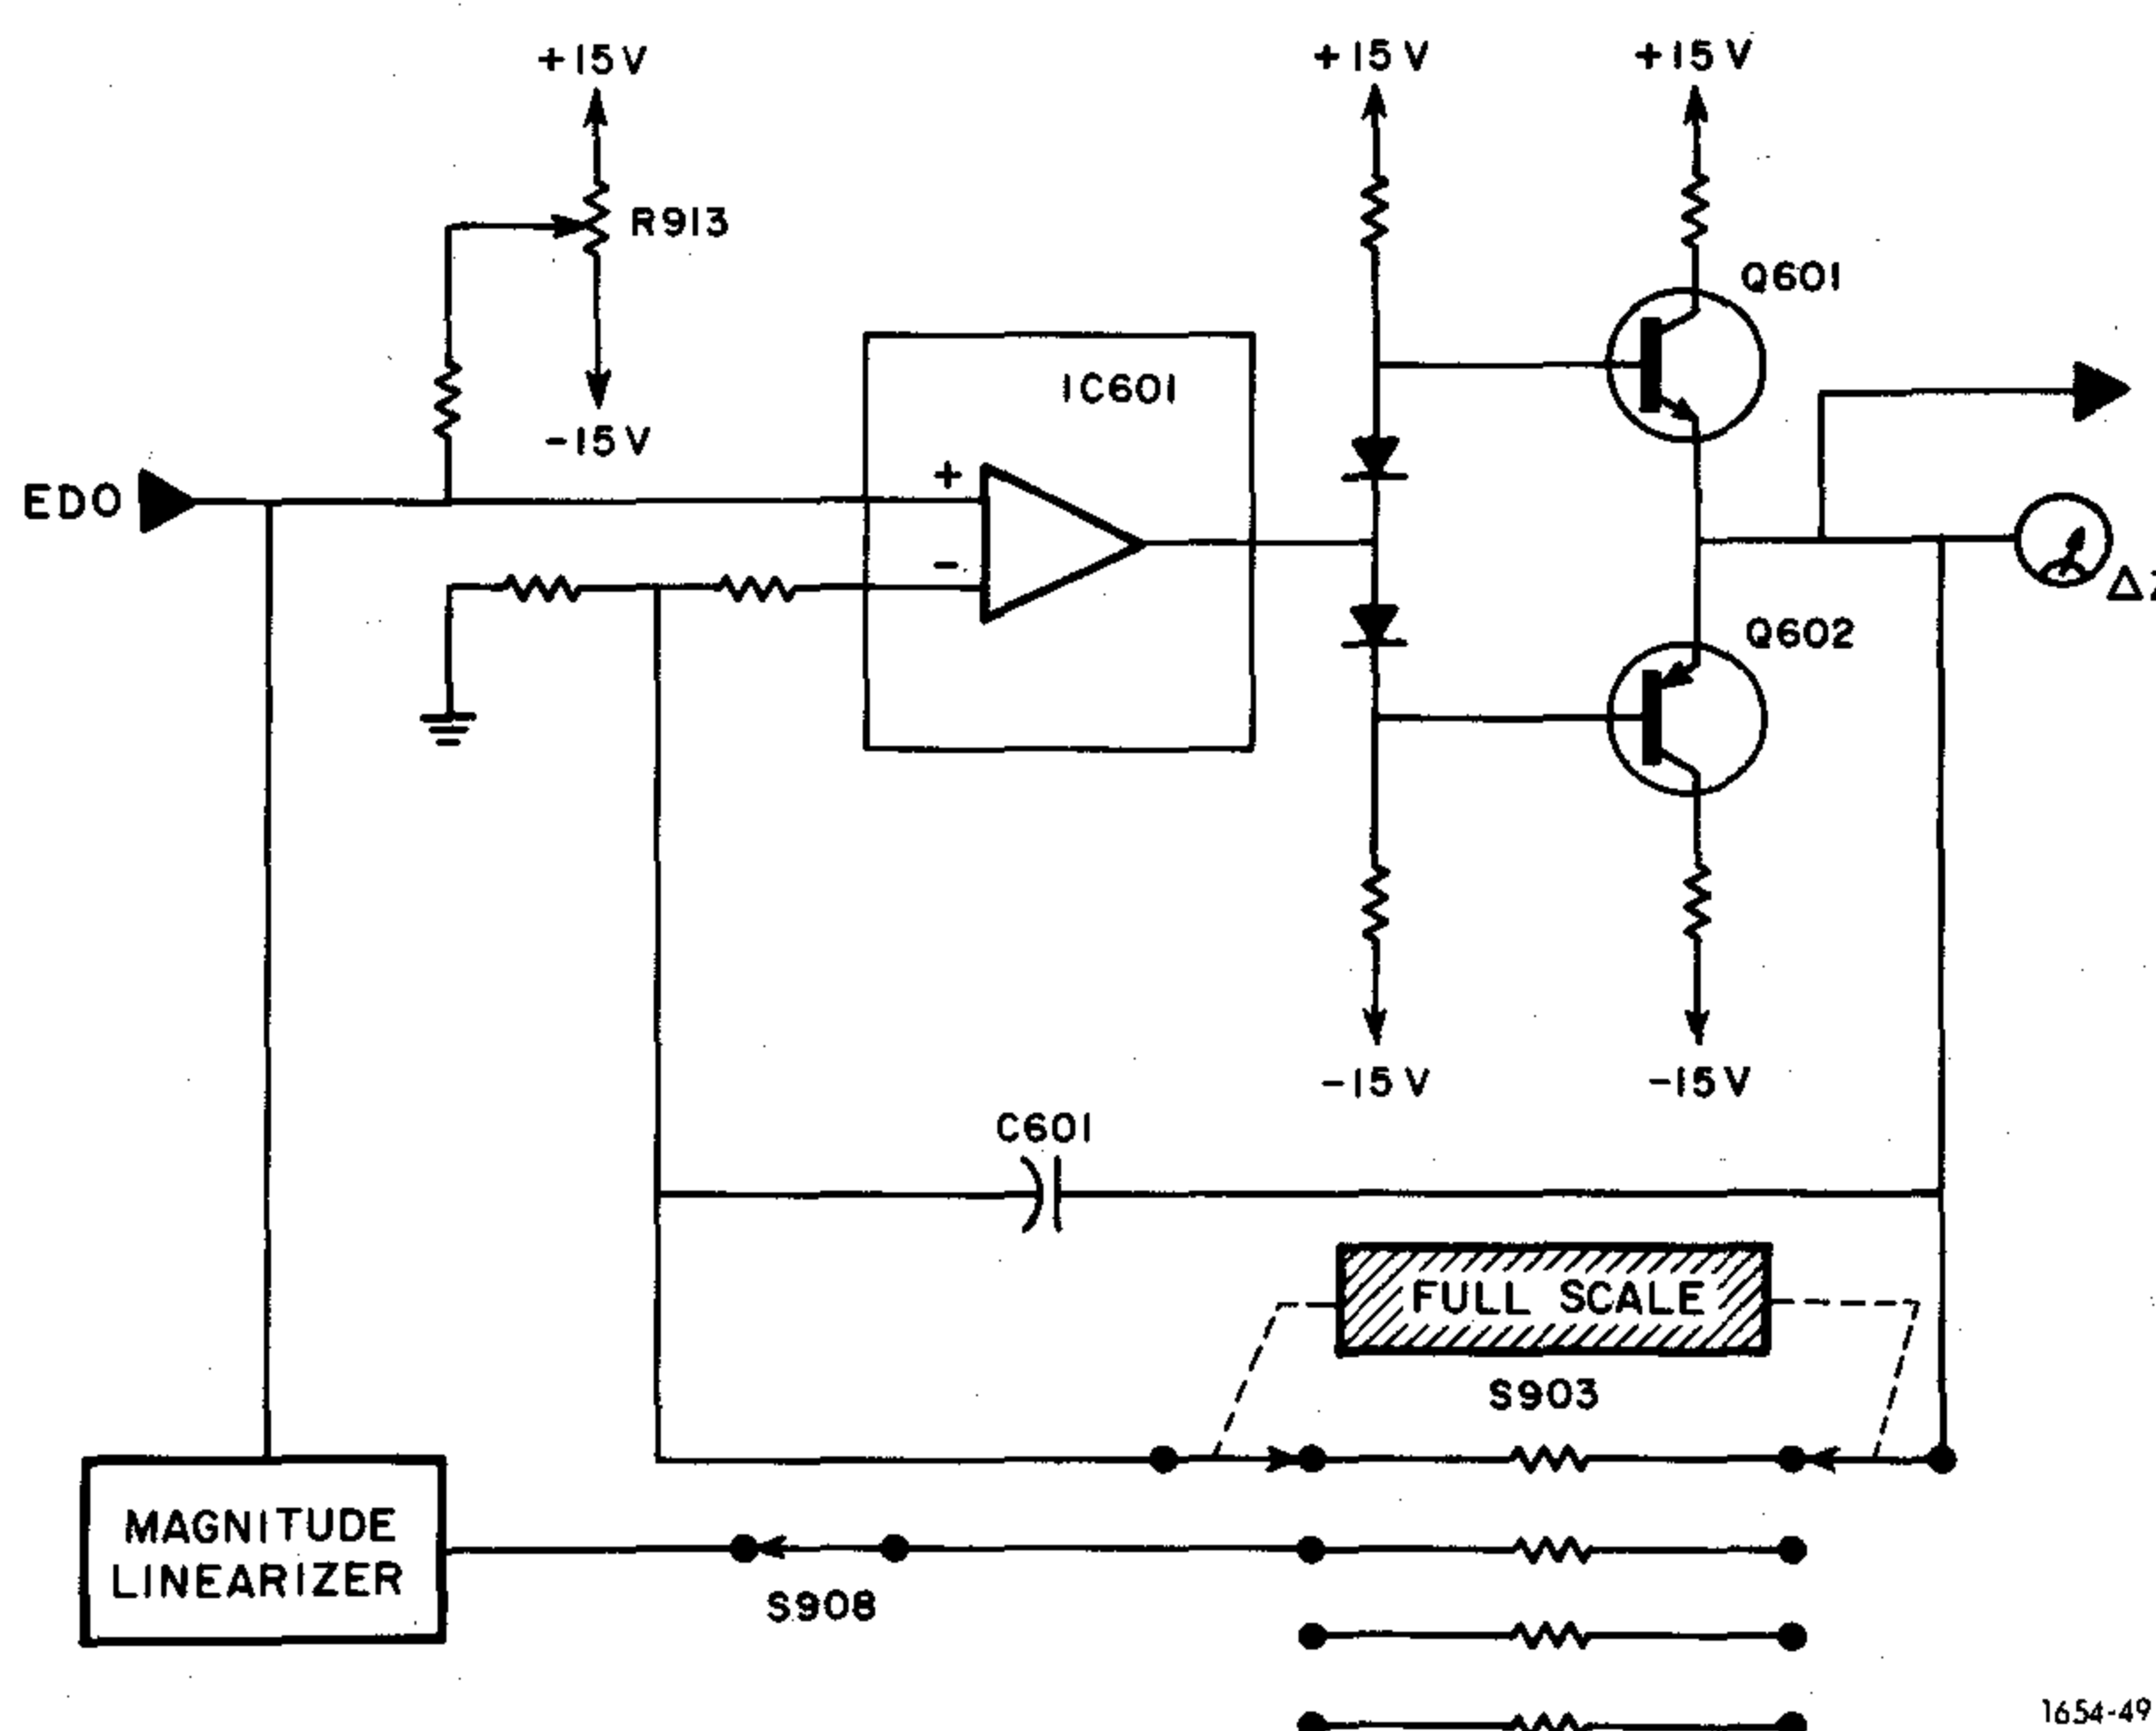 +15V
+15V
+15V
R913
Q601
IC601
-15V
EDO
+
-
ΔZ
Q602
-15V
-15V
C601
FULL SCALE
S903
MAGNITUDE
LINEARIZER
S908
1654-49